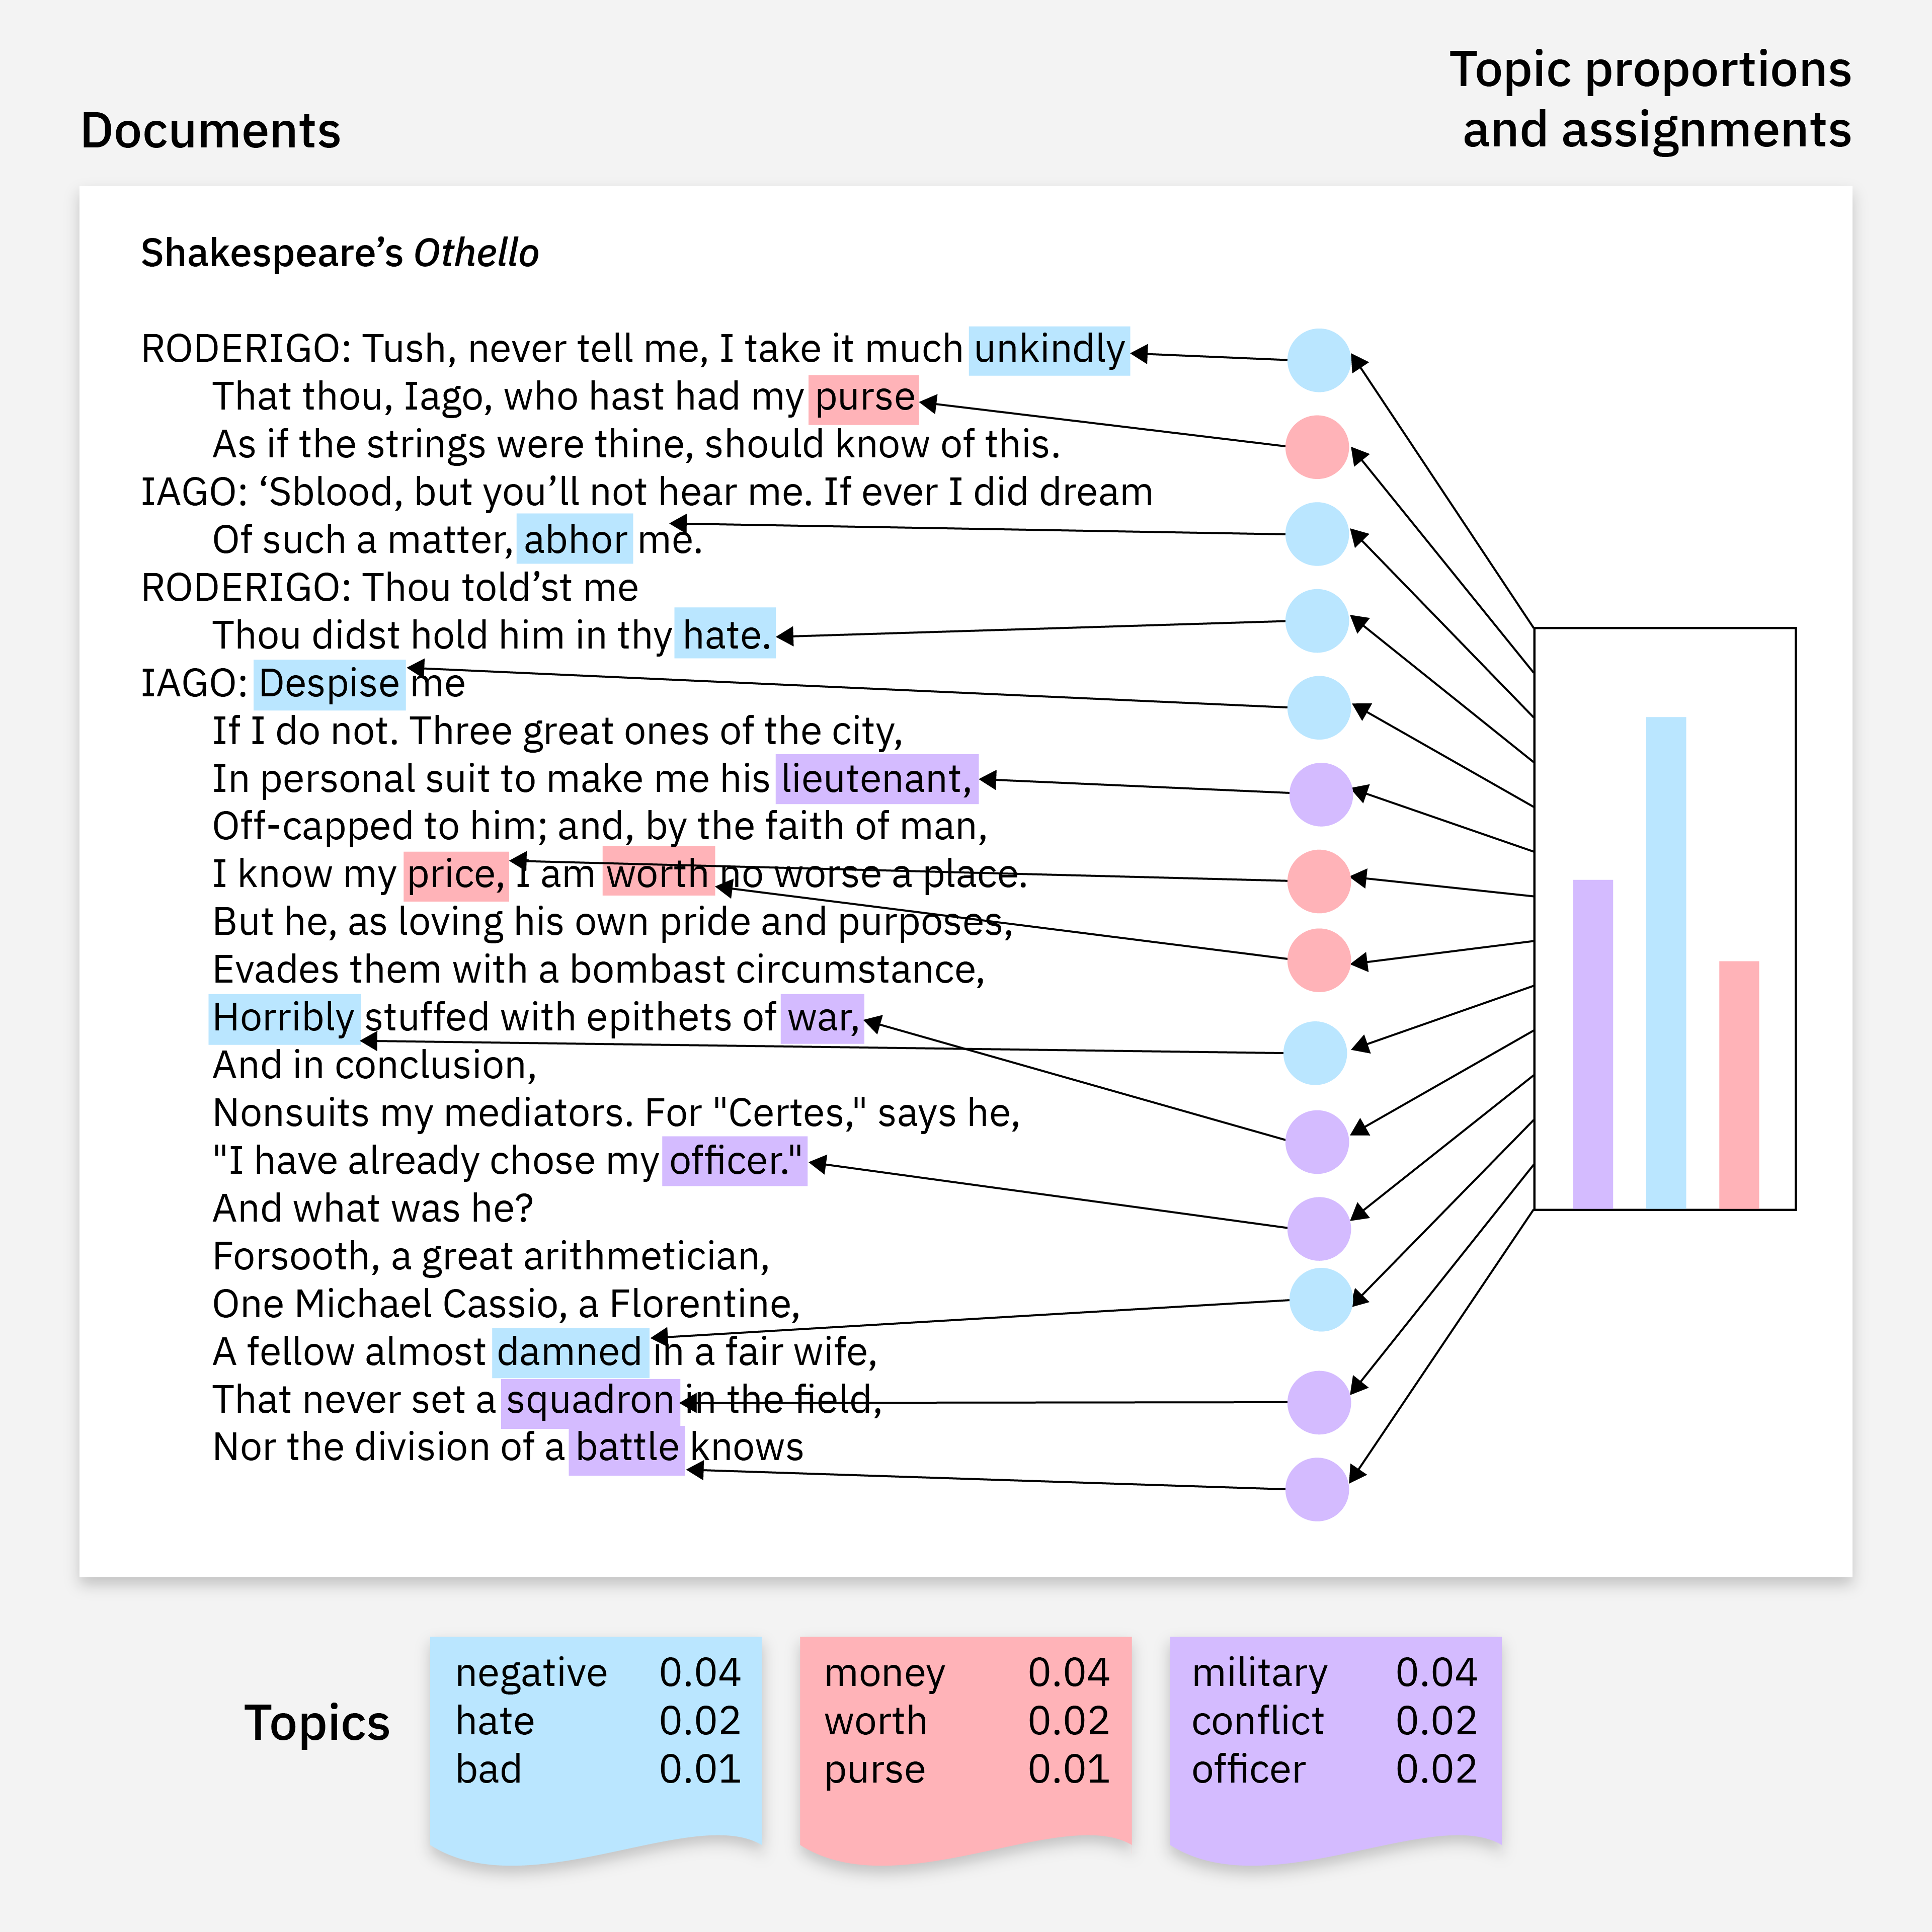 Documents
Topic proportions
and assignments
Shakespeare’s Othello
RODERIGO: Tush, never tell me, I take it much unkindly
That thou, Iago, who hast had my purse
As if the strings were thine, should know of this.
IAGO: ‘Sblood, but you’ll not hear me. If ever I did dream
Of such a matter, abhor me.
RODERIGO: Thou told’st me
Thou didst hold him in thy hate.
IAGO: Despise me
If I do not. Three great ones of the city,
In personal suit to make me his lieutenant,
Off-capped to him; and, by the faith of man,
I know my price, I am worth no worse a place.
But he, as loving his own pride and purposes,
Evades them with a bombast circumstance,
Horribly stuffed with epithets of war,
And in conclusion,
Nonsuits my mediators. For "Certes," says he,
"I have already chose my officer."
And what was he?
Forsooth, a great arithmetician,
One Michael Cassio, a Florentine,
A fellow almost damned in a fair wife,
That never set a squadron in the field,
Nor the division of a battle knows
Topics
negative 0.04
hate 0.02
bad 0.01
money 0.04
worth 0.02
purse 0.01
military 0.04
conflict 0.02
officer 0.02